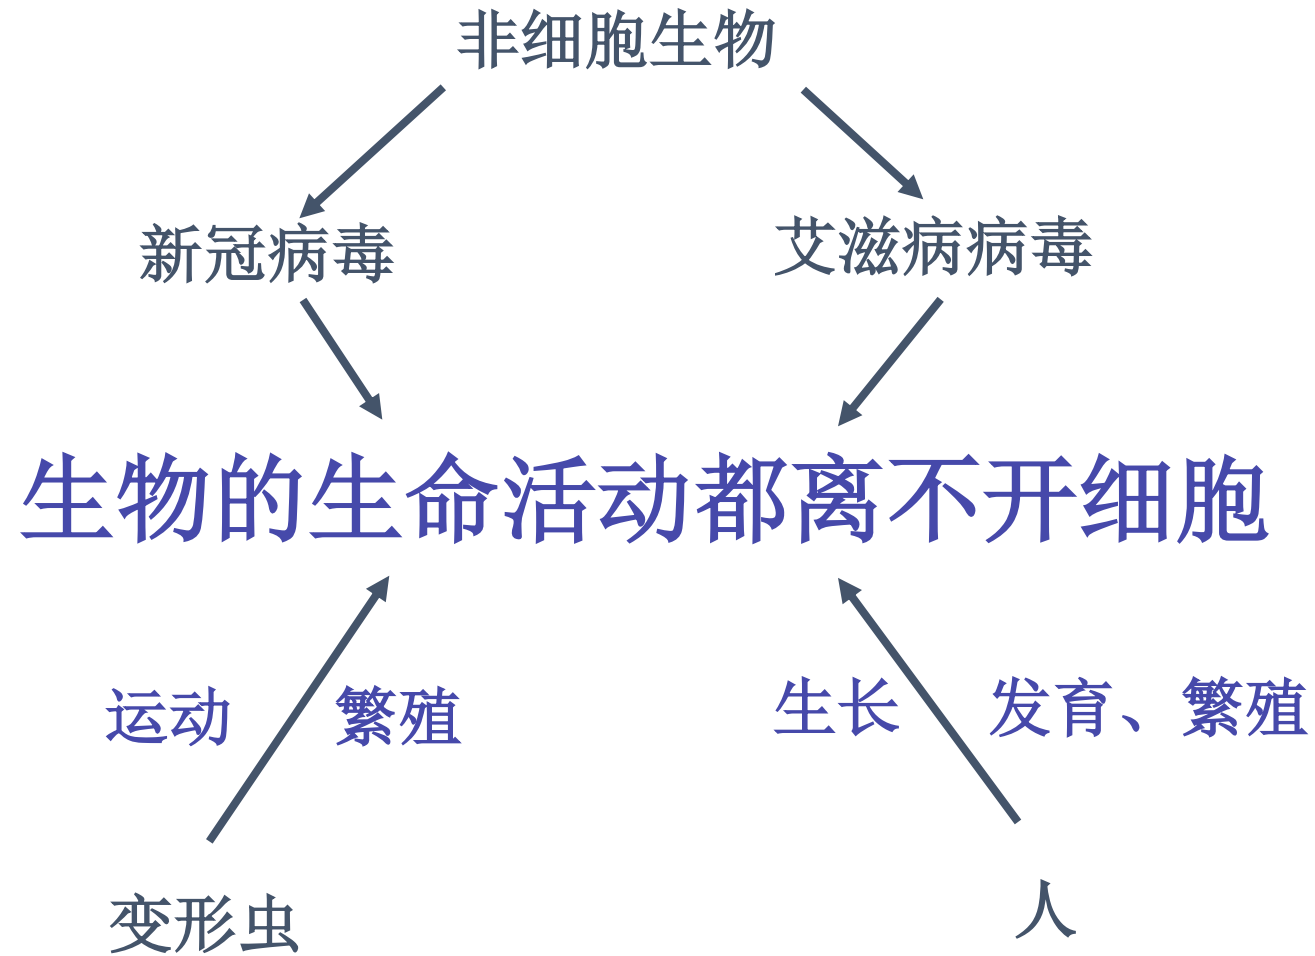 非细胞生物
新冠病毒
艾滋病病毒
生物的生命活动都离不开细胞
运动
繁殖
生长
发育、繁殖
变形虫
人